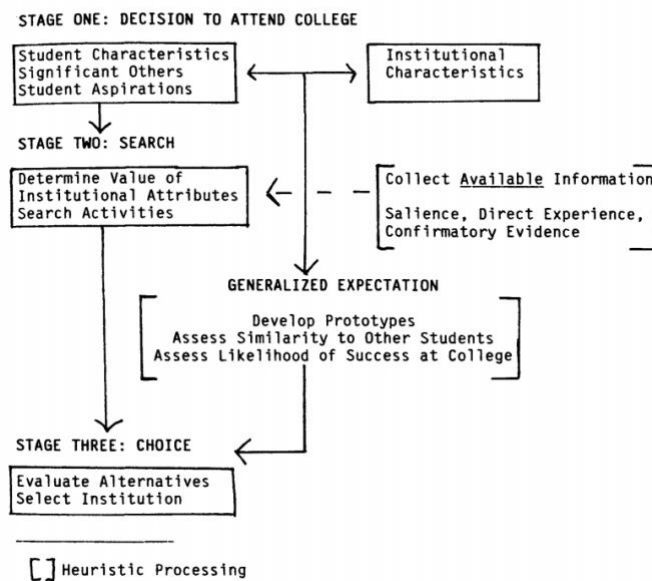 STAGE ONE: DECISION TO ATTEND COLLEGE
Student Characteristics
Significant Others
Student Aspirations
Institutional
Characteristics
STAGE TWO: SEARCH
Determine Value of
Institutional Attributes
Search Activities
Collect Available Information
Salience, Direct Experience,
Confirmatory Evidence
GENERALIZED EXPECTATION
Develop Prototypes
Assess Similarity to Other Students
Assess Likelihood of Success at College
STAGE THREE: CHOICE
Evaluate Alternatives
Select Institution
[ ] Heuristic Processing